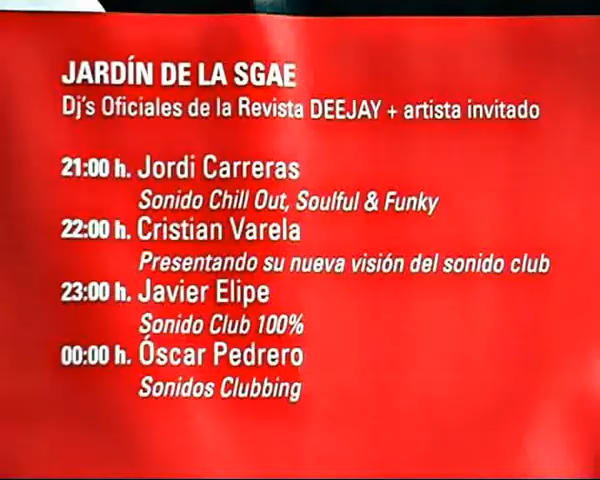 JARDÍN DE LA SGAE
Dj's Oficiales de la Revista DEEJAY + artista invitado
21:00 h. Jordi Carreras
Sonido Chill Out, Soulful & Funky
22:00 h. Cristian Varela
Presentando su nueva visión del sonido club
23:00 h. Javier Elipe
Sonido Club 100%
00:00 h. Óscar Pedrero
Sonidos Clubbing